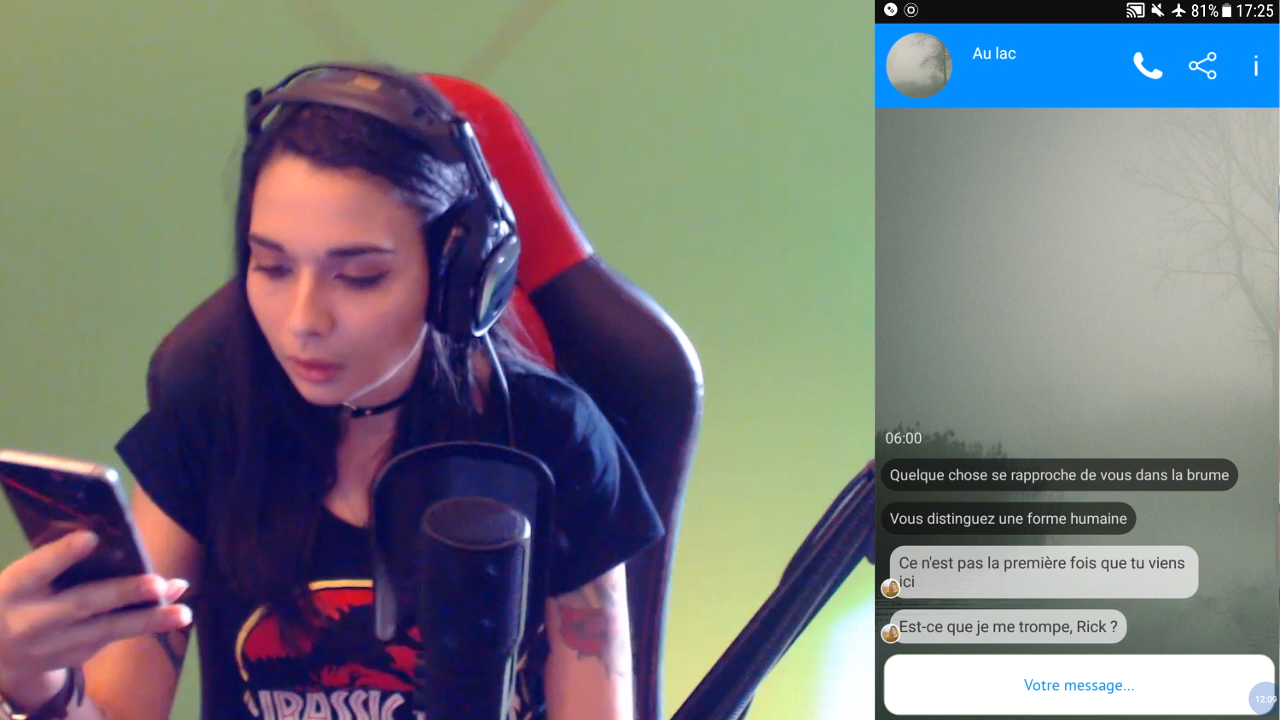 81% 17:25
Au lac
06:00
Quelque chose se rapproche de vous dans la brume
Vous distinguez une forme humaine
Ce n'est pas la première fois que tu viens
ici
Est-ce que je me trompe, Rick ?
Votre message...
12:09
JURASSIC